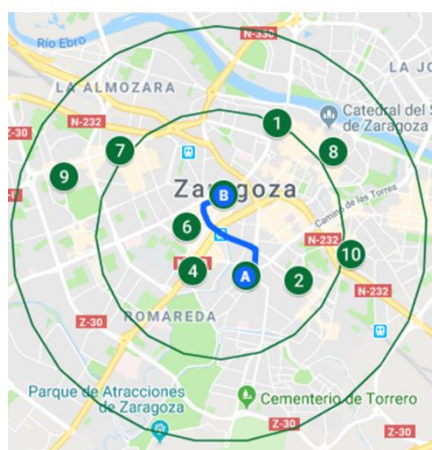 N-330
Río Ebro
LA JO
LA ALMOZARA
Catedral del S
de Zaragoza
N-232
1
Z-30
7
8
9
Zaragoza
B
Camino de las Torres
6
N-232
10
4
A
2
N-232
Z-30
ROMAREDA
Parque de Atracciones
de Zaragoza
Cementerio de Torrero
Z-30
Z-30